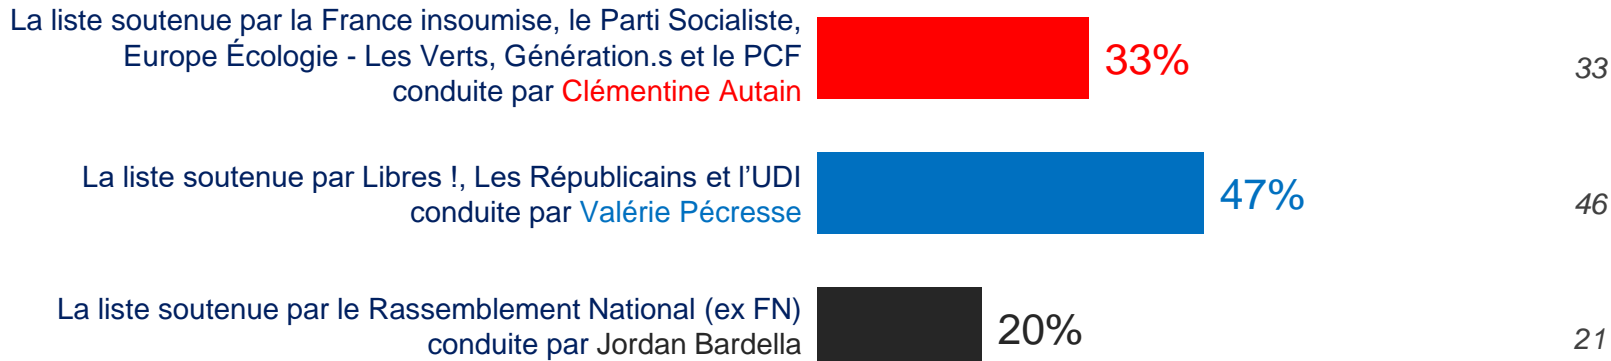 La liste soutenue par la France insoumise, le Parti Socialiste,
Europe Écologie - Les Verts, Génération.s et le PCF
conduite par Clémentine Autain
33%
33
La liste soutenue par Libres !, Les Républicains et l’UDI
conduite par Valérie Pécresse
47%
46
La liste soutenue par le Rassemblement National (ex FN)
conduite par Jordan Bardella
20%
21